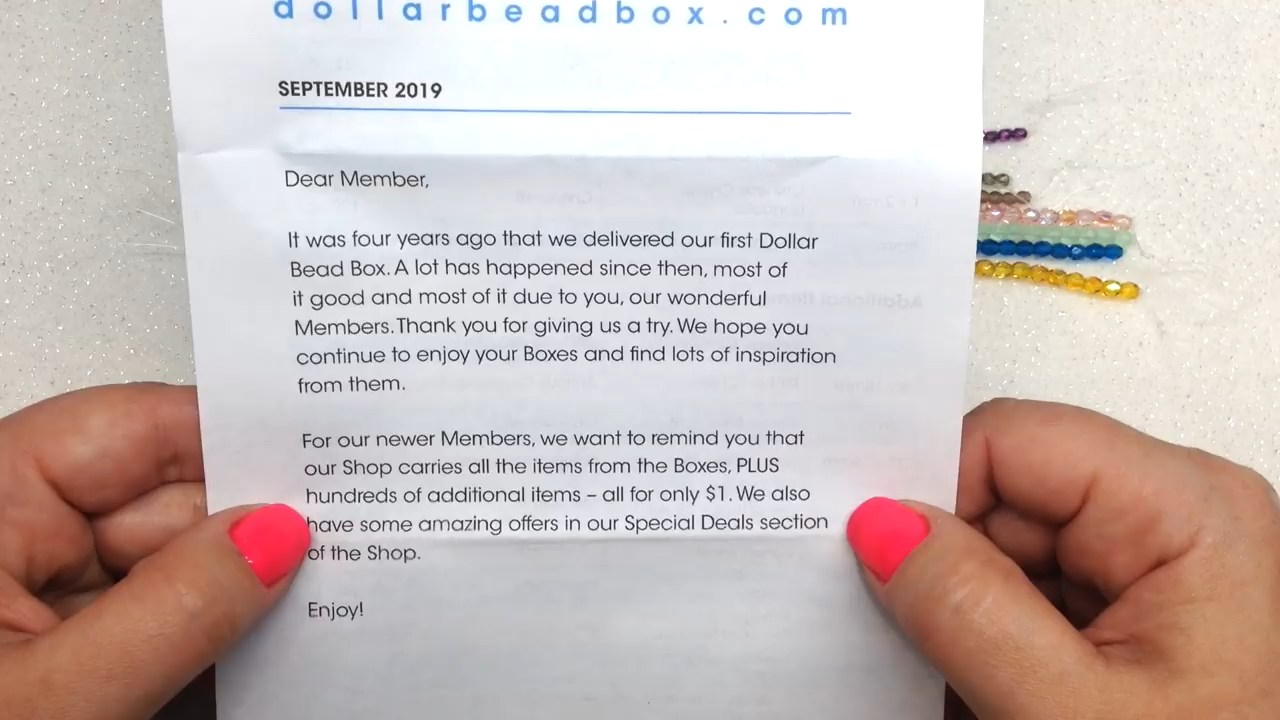 dollarbeadbox.com
SEPTEMBER 2019
Dear Member,
It was four years ago that we delivered our first Dollar
Bead Box. A lot has happened since then, most of
it good and most of it due to you, our wonderful
Members. Thank you for giving us a try. We hope you
continue to enjoy your Boxes and find lots of inspiration
from them.
For our newer Members, we want to remind you that
our Shop carries all the items from the Boxes, PLUS
hundreds of additional items – all for only $1. We also
have some amazing offers in our Special Deals section
of the Shop.
Enjoy!